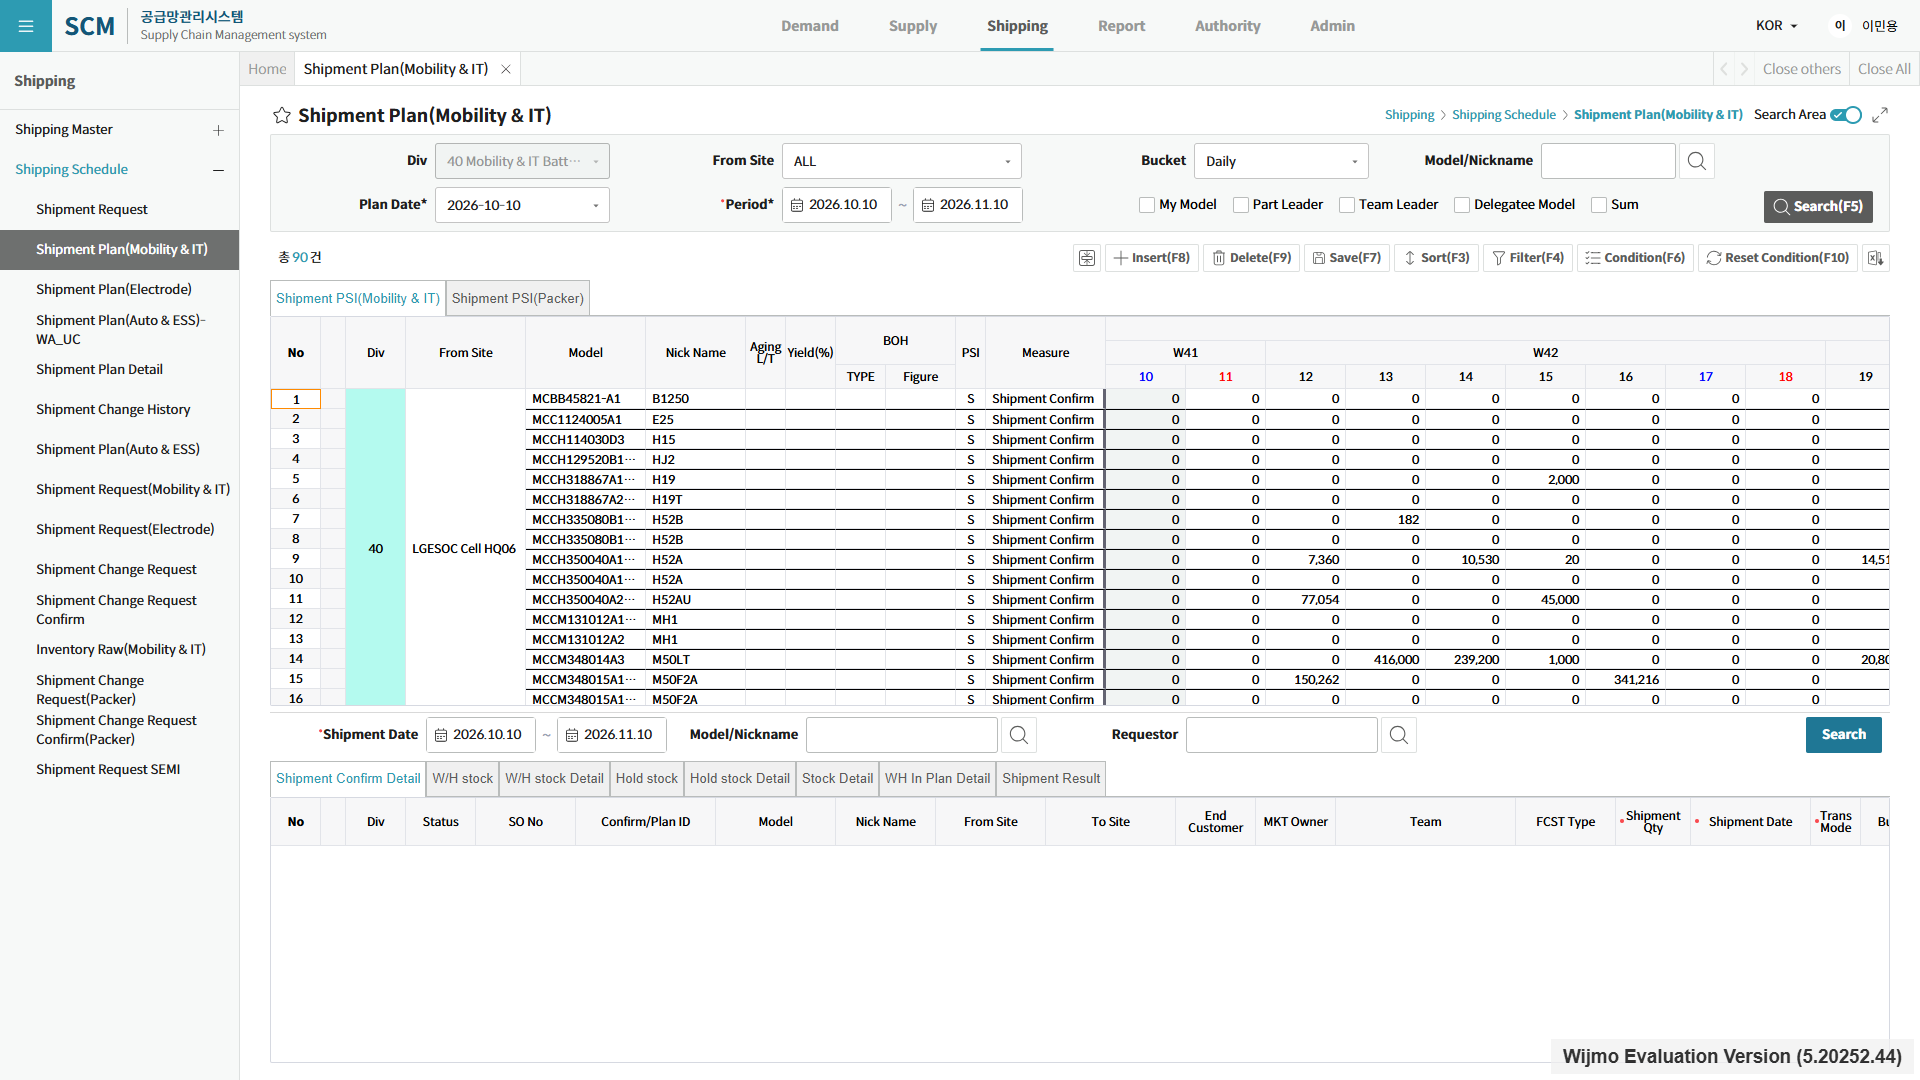 SCM
공급망관리시스템
Supply Chain Management system
Demand Supply Shipping Report Authority Admin
KOR 이 이민용
Shipping
Home Shipment Plan(Mobility & IT) Close others Close All
Shipping Master
Shipping Schedule
Shipment Request
Shipment Plan(Mobility & IT)
Shipment Plan(Electrode)
Shipment Plan(Auto & ESS)-
WA_UC
Shipment Plan Detail
Shipment Change History
Shipment Plan(Auto & ESS)
Shipment Request(Mobility & IT)
Shipment Request(Electrode)
Shipment Change Request
Shipment Change Request
Confirm
Inventory Raw(Mobility & IT)
Shipment Change
Request(Packer)
Shipment Change Request
Confirm(Packer)
Shipment Request SEMI
Shipment Plan(Mobility & IT)
Shipping > Shipping Schedule > Shipment Plan(Mobility & IT) Search Area
Div 40 Mobility & IT Batt··· From Site ALL Bucket Daily Model/Nickname
Plan Date* 2026-10-10 *Period* 2026.10.10 ~ 2026.11.10 My Model Part Leader Team Leader Delegatee Model Sum Search(F5)
총 90 건
Insert(F8) Delete(F9) Save(F7) Sort(F3) Filter(F4) Condition(F6) Reset Condition(F10)
Shipment PSI(Mobility & IT) Shipment PSI(Packer)
No Div From Site Model Nick Name Aging L/T Yield(%) BOH PSI Measure W41 W42
TYPE Figure 10 11 12 13 14 15 16 17 18 19
40 LGESOC Cell HQ06
1 MCBB45821-A1 B1250 S Shipment Confirm 0 0 0 0 0 0 0 0 0
2 MCC1124005A1 E25 S Shipment Confirm 0 0 0 0 0 0 0 0 0
3 MCCH114030D3 H15 S Shipment Confirm 0 0 0 0 0 0 0 0 0
4 MCCH129520B1··· HJ2 S Shipment Confirm 0 0 0 0 0 0 0 0 0
5 MCCH318867A1··· H19 S Shipment Confirm 0 0 0 0 0 2,000 0 0 0
6 MCCH318867A2··· H19T S Shipment Confirm 0 0 0 0 0 0 0 0 0
7 MCCH335080B1··· H52B S Shipment Confirm 0 0 0 182 0 0 0 0 0
8 MCCH335080B1··· H52B S Shipment Confirm 0 0 0 0 0 0 0 0 0
9 MCCH350040A1··· H52A S Shipment Confirm 0 0 7,360 0 10,530 20 0 0 0 14,51
10 MCCH350040A1··· H52A S Shipment Confirm 0 0 0 0 0 0 0 0 0
11 MCCH350040A2··· H52AU S Shipment Confirm 0 0 77,054 0 0 45,000 0 0 0
12 MCCM131012A1··· MH1 S Shipment Confirm 0 0 0 0 0 0 0 0 0
13 MCCM131012A2 MH1 S Shipment Confirm 0 0 0 0 0 0 0 0 0
14 MCCM348014A3 M50LT S Shipment Confirm 0 0 0 416,000 239,200 1,000 0 0 0 20,80
15 MCCM348015A1··· M50F2A S Shipment Confirm 0 0 150,262 0 0 0 341,216 0 0
16 MCCM348015A1··· M50F2A S Shipment Confirm 0 0 0 0 0 0 0 0 0
*Shipment Date 2026.10.10 ~ 2026.11.10 Model/Nickname Requestor Search
Shipment Confirm Detail W/H stock W/H stock Detail Hold stock Hold stock Detail Stock Detail WH In Plan Detail Shipment Result
No Div Status SO No Confirm/Plan ID Model Nick Name From Site To Site End Customer MKT Owner Team FCST Type Shipment Qty Shipment Date Trans Mode
Wijmo Evaluation Version (5.20252.44)